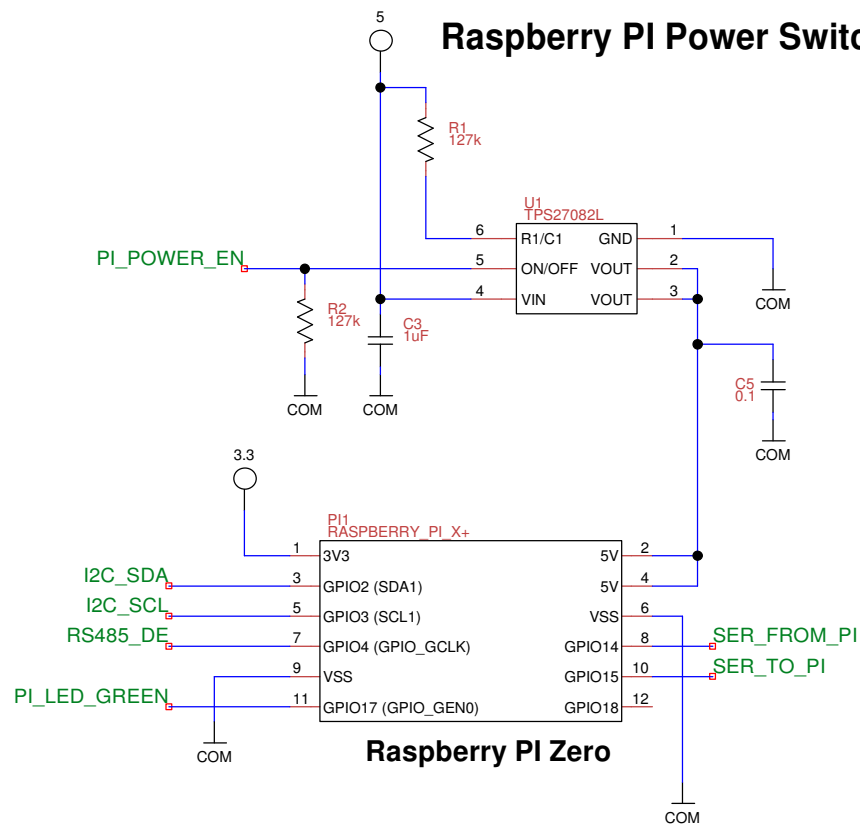 5
Raspberry PI Power Switc
R1
127k
U1
TPS27082L
6 R1/C1 GND 1
PI_POWER_EN 5 ON/OFF VOUT 2
4 VIN VOUT 3
COM
R2
127k
C3
1uF
C5
0.1
COM
COM
COM
3.3
PI1
RASPBERRY_PI_X+
1 3V3 5V 2
I2C_SDA 3 GPIO2 (SDA1) 5V 4
I2C_SCL 5 GPIO3 (SCL1) VSS 6
RS485_DE 7 GPIO4 (GPIO_GCLK) GPIO14 8 SER_FROM_PI
9 VSS GPIO15 10 SER_TO_PI
PI_LED_GREEN 11 GPIO17 (GPIO_GEN0) GPIO18 12
COM
Raspberry PI Zero
COM